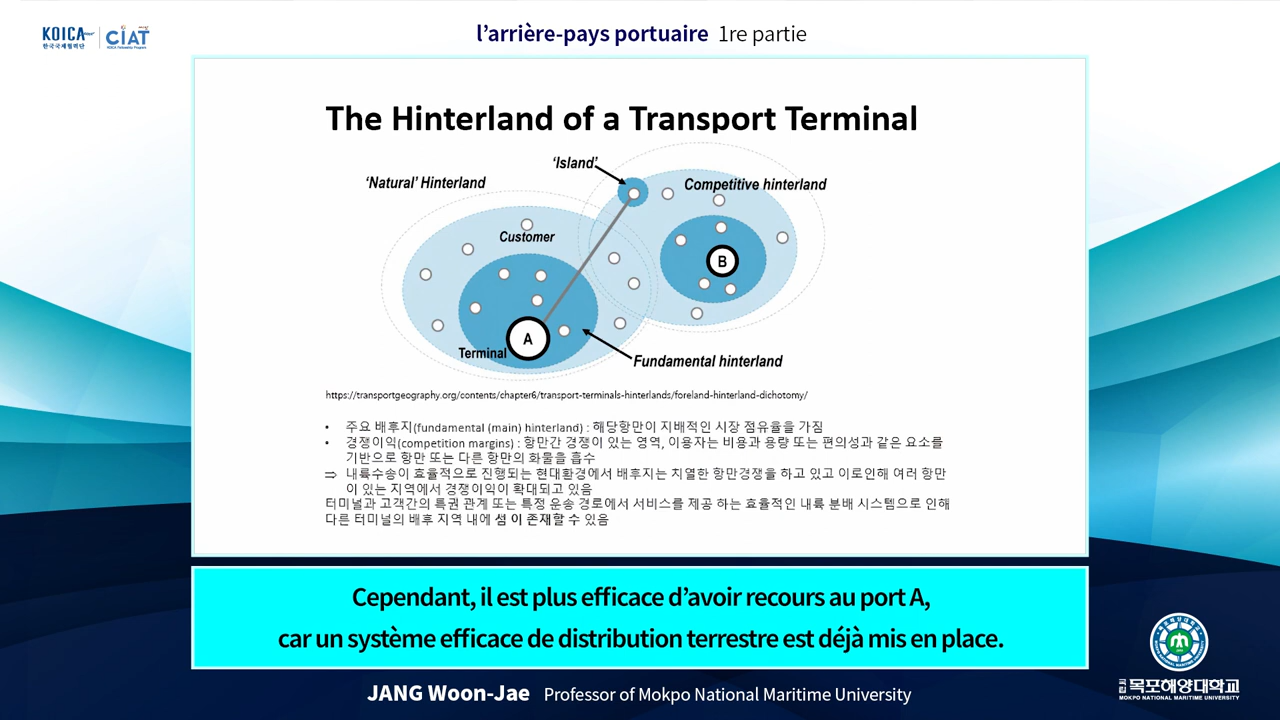 KOICA
한국국제협력단
CIAT
KOICA Fellowship Program
l'arrière-pays portuaire 1re partie
The Hinterland of a Transport Terminal
'Island'
'Natural' Hinterland
Competitive hinterland
Customer
B
A
Terminal
Fundamental hinterland
https://transportgeography.org/contents/chapter6/transport-terminals-hinterlands/foreland-hinterland-dichotomy/
• 주요 배후지(fundamental (main) hinterland) : 해당항만이 지배적인 시장 점유율을 가짐
• 경쟁이익(competition margins) : 항만간 경쟁이 있는 영역, 이용자는 비용과 용량 또는 편의성과 같은 요소를
기반으로 항만 또는 다른 항만의 화물을 흡수
⇒ 내륙수송이 효율적으로 진행되는 현대환경에서 배후지는 치열한 항만경쟁을 하고 있고 이로인해 여러 항만
이 있는 지역에서 경쟁이익이 확대되고 있음
터미널과 고객간의 특권 관계 또는 특정 운송 경로에서 서비스를 제공 하는 효율적인 내륙 분배 시스템으로 인해
다른 터미널의 배후 지역 내에 섬 이 존재할 수 있음
Cependant, il est plus efficace d'avoir recours au port A,
car un système efficace de distribution terrestre est déjà mis en place.
JANG Woon-Jae Professor of Mokpo National Maritime University
국립 목포해양대학교
MOKPO NATIONAL MARITIME UNIVERSITY